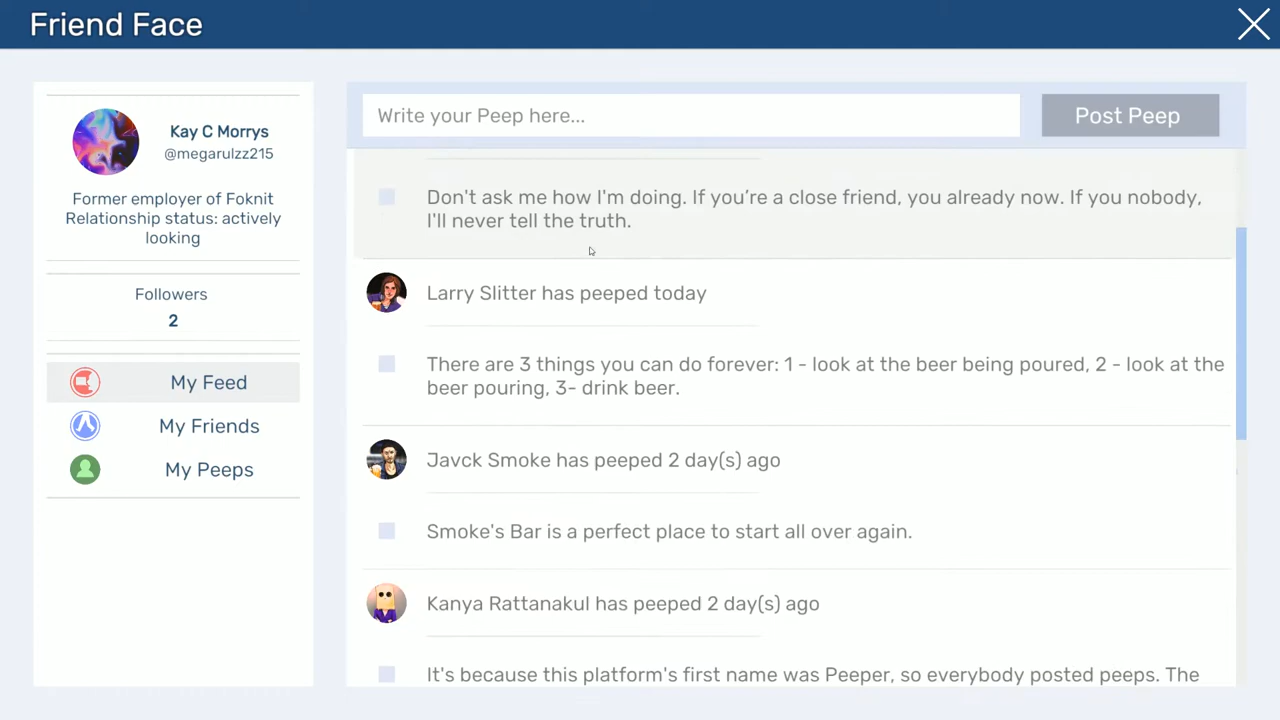 Friend Face
Kay C Morrys
@megarulzz215
Former employer of Foknit
Relationship status: actively
looking
Followers
2
My Feed
My Friends
My Peeps
Write your Peep here...
Post Peep
Don't ask me how I'm doing. If you're a close friend, you already now. If you nobody,
I'll never tell the truth.
Larry Slitter has peeped today
There are 3 things you can do forever: 1 - look at the beer being poured, 2 - look at the
beer pouring, 3- drink beer.
Javck Smoke has peeped 2 day(s) ago
Smoke's Bar is a perfect place to start all over again.
Kanya Rattanakul has peeped 2 day(s) ago
It's because this platform's first name was Peeper, so everybody posted peeps. The